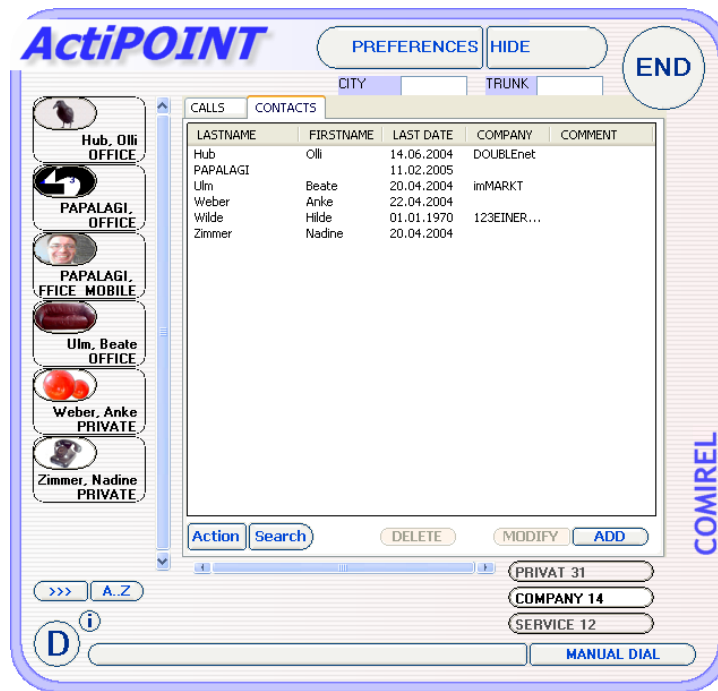 ActiPOINT
PREFERENCES HIDE
END
CITY TRUNK
CALLS CONTACTS
LASTNAME FIRSTNAME LAST DATE COMPANY COMMENT
Hub Olli 14.06.2004 DOUBLEnet
PAPALAGI 11.02.2005
Ulm Beate 20.04.2004 imMARKT
Weber Anke 22.04.2004
Wilde Hilde 01.01.1970 123EINER...
Zimmer Nadine 20.04.2004
Hub, Olli
OFFICE
3
PAPALAGI,
OFFICE
PAPALAGI,
FFICE MOBILE
Ulm, Beate
OFFICE
Weber, Anke
PRIVATE
Zimmer, Nadine
PRIVATE
COMIREL
Action Search DELETE MODIFY ADD
PRIVAT 31
>>> A..Z
COMPANY 14
SERVICE 12
D i
MANUAL DIAL